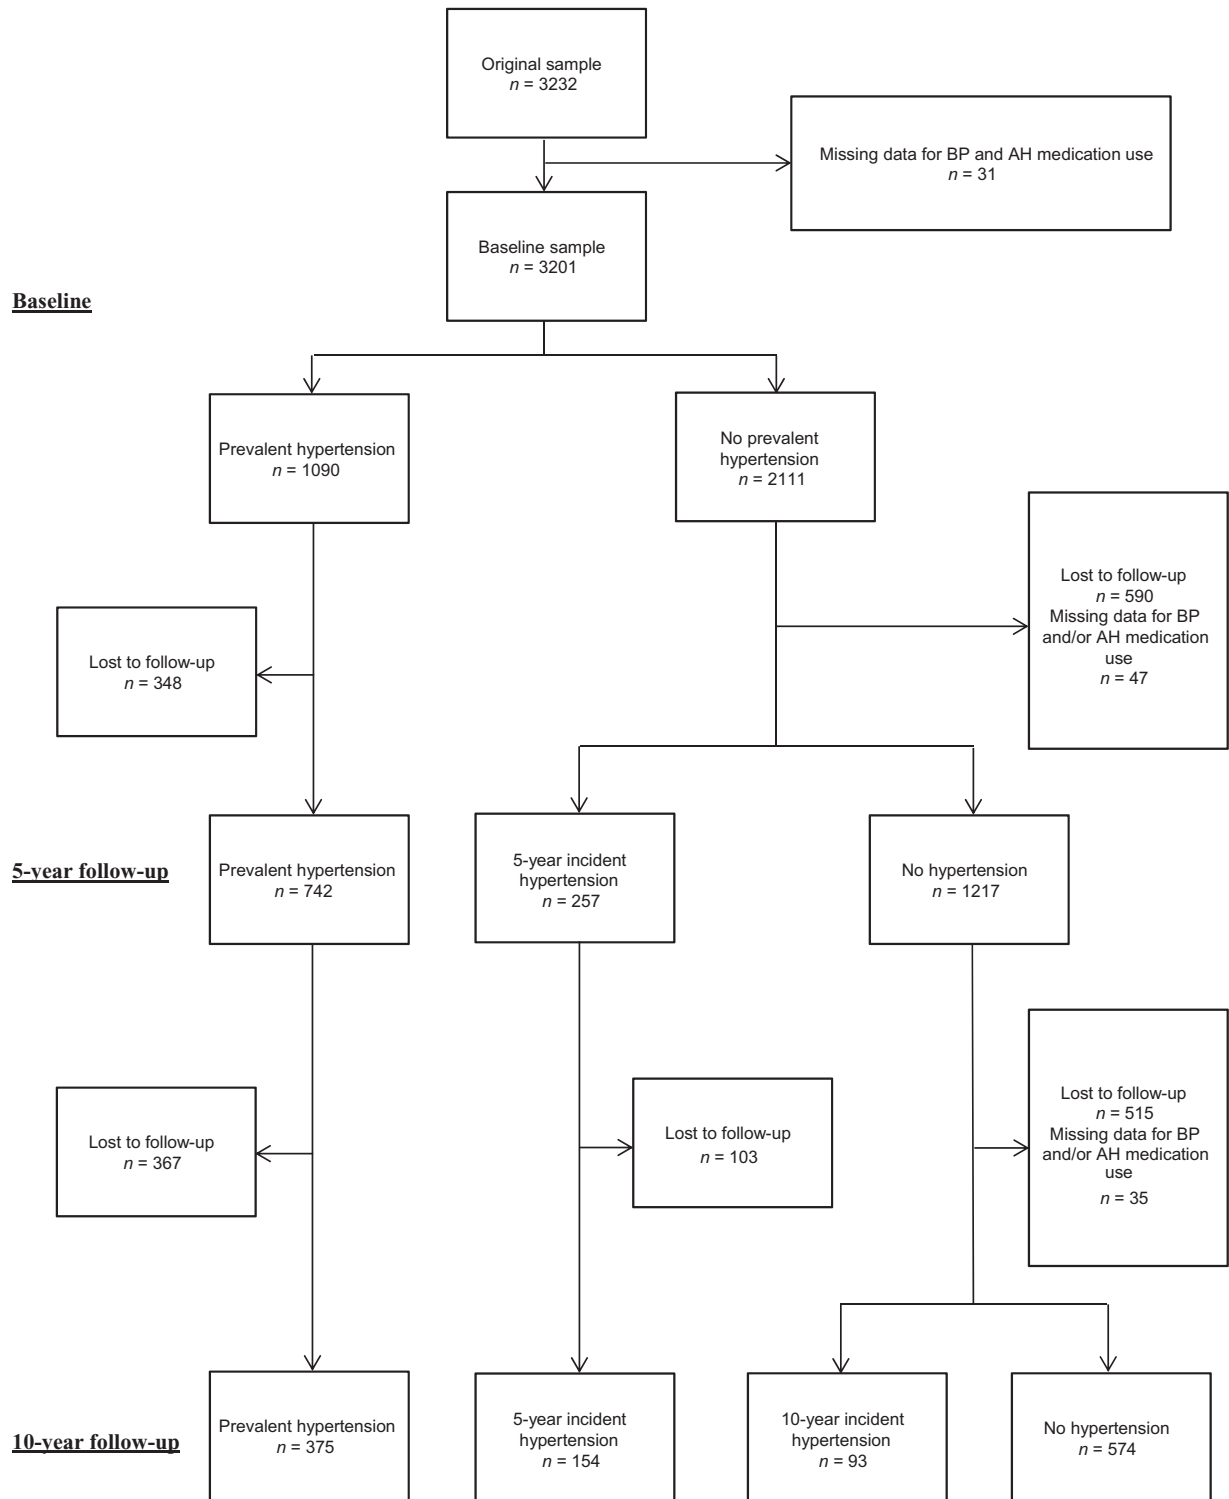 Original sample
n = 3232
Missing data for BP and AH medication use
n = 31
Baseline sample
n = 3201
Baseline
Prevalent hypertension
n = 1090
No prevalent
hypertension
n = 2111
Lost to follow-up
n = 590
Missing data for BP
and/or AH medication
use
n = 47
Lost to follow-up
n = 348
5-year follow-up
Prevalent hypertension
n = 742
5-year incident
hypertension
n = 257
No hypertension
n = 1217
Lost to follow-up
n = 367
Lost to follow-up
n = 103
Lost to follow-up
n = 515
Missing data for BP
and/or AH medication
use
n = 35
10-year follow-up
Prevalent hypertension
n = 375
5-year incident
hypertension
n = 154
10-year incident
hypertension
n = 93
No hypertension
n = 574